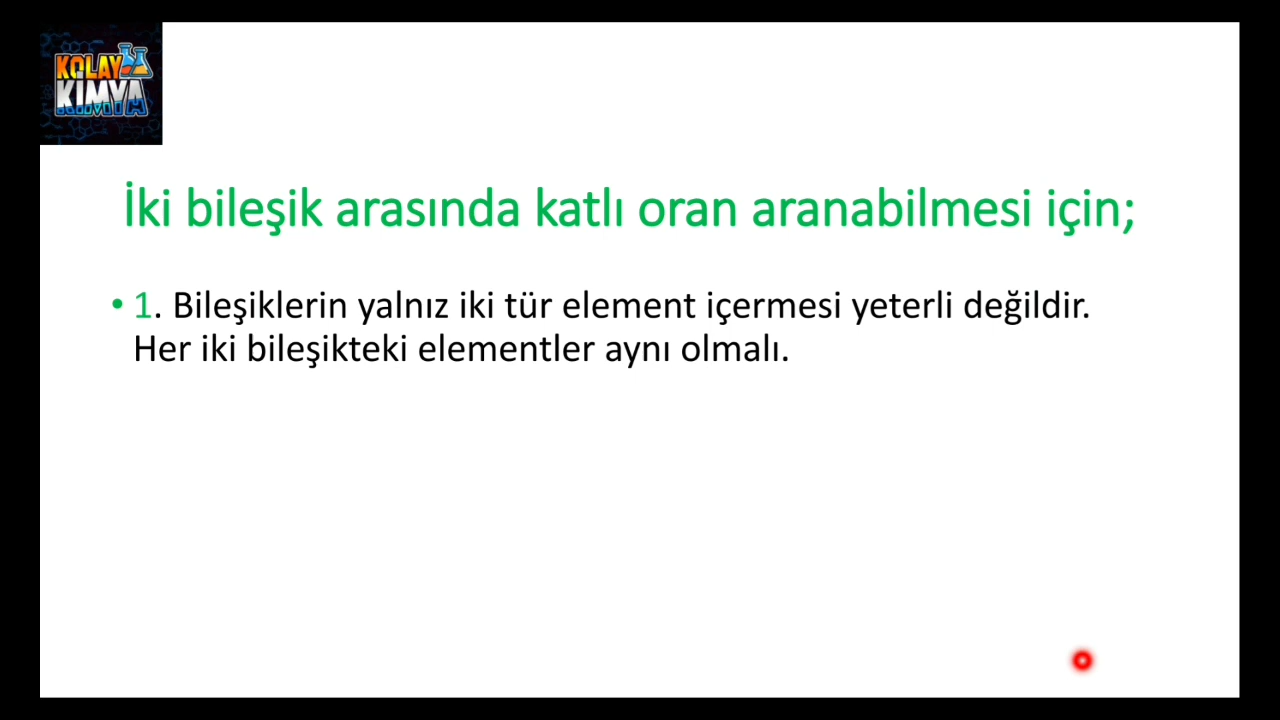 KOLAY
KİMYA
İki bileşik arasında katlı oran aranabilmesi için;
• 1. Bileşiklerin yalnız iki tür element içermesi yeterli değildir.
Her iki bileşikteki elementler aynı olmalı.